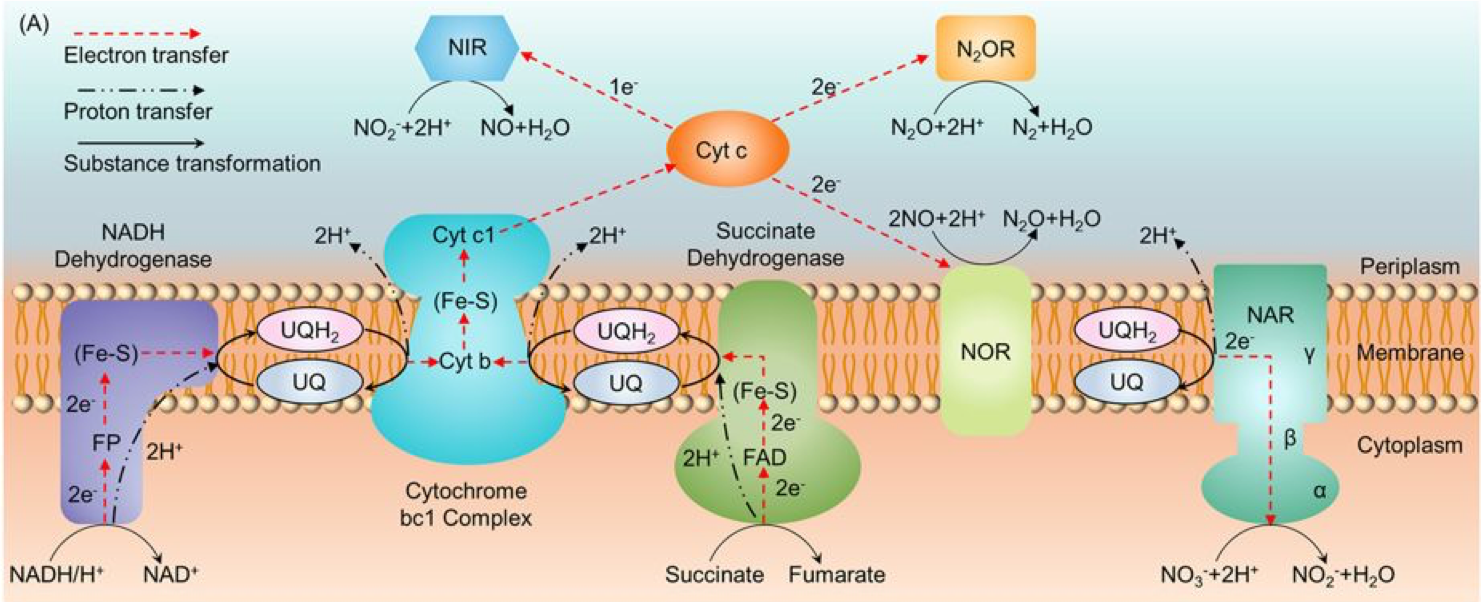 (A)
Electron transfer
Proton transfer
Substance transformation
NIR
NO₂⁻+2H⁺
NO+H₂O
1e⁻
Cyt c
2e⁻
N₂OR
N₂O+2H⁺
N₂+H₂O
2e⁻
NADH
Dehydrogenase
2H⁺
Cyt c1
(Fe-S)
Cyt b
2H⁺
Succinate
Dehydrogenase
2NO+2H⁺
N₂O+H₂O
NOR
2H⁺
Periplasm
Membrane
Cytoplasm
(Fe-S)
2e⁻
FP
2H⁺
2e⁻
NADH/H⁺
NAD⁺
UQH₂
UQ
Cytochrome
bc1 Complex
UQH₂
UQ
(Fe-S)
2e⁻
2H⁺
FAD
2e⁻
Succinate
Fumarate
UQH₂
UQ
NAR
2e⁻
γ
β
α
NO₃⁻+2H⁺
NO₂⁻+H₂O